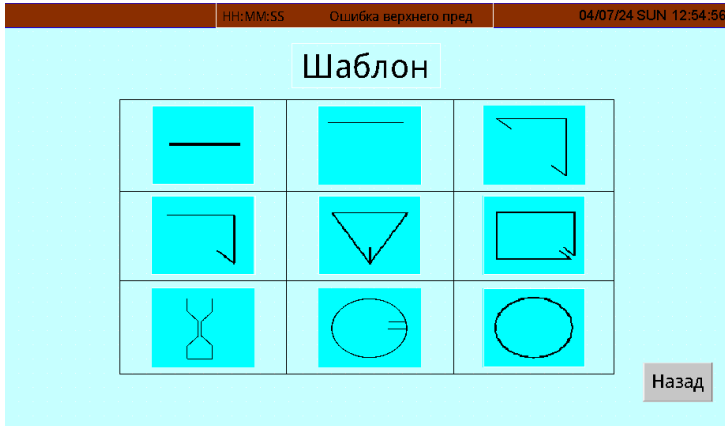 HH:MM:SS Ошибка верхнего пред 04/07/24 SUN 12:54:56
Шаблон
Назад